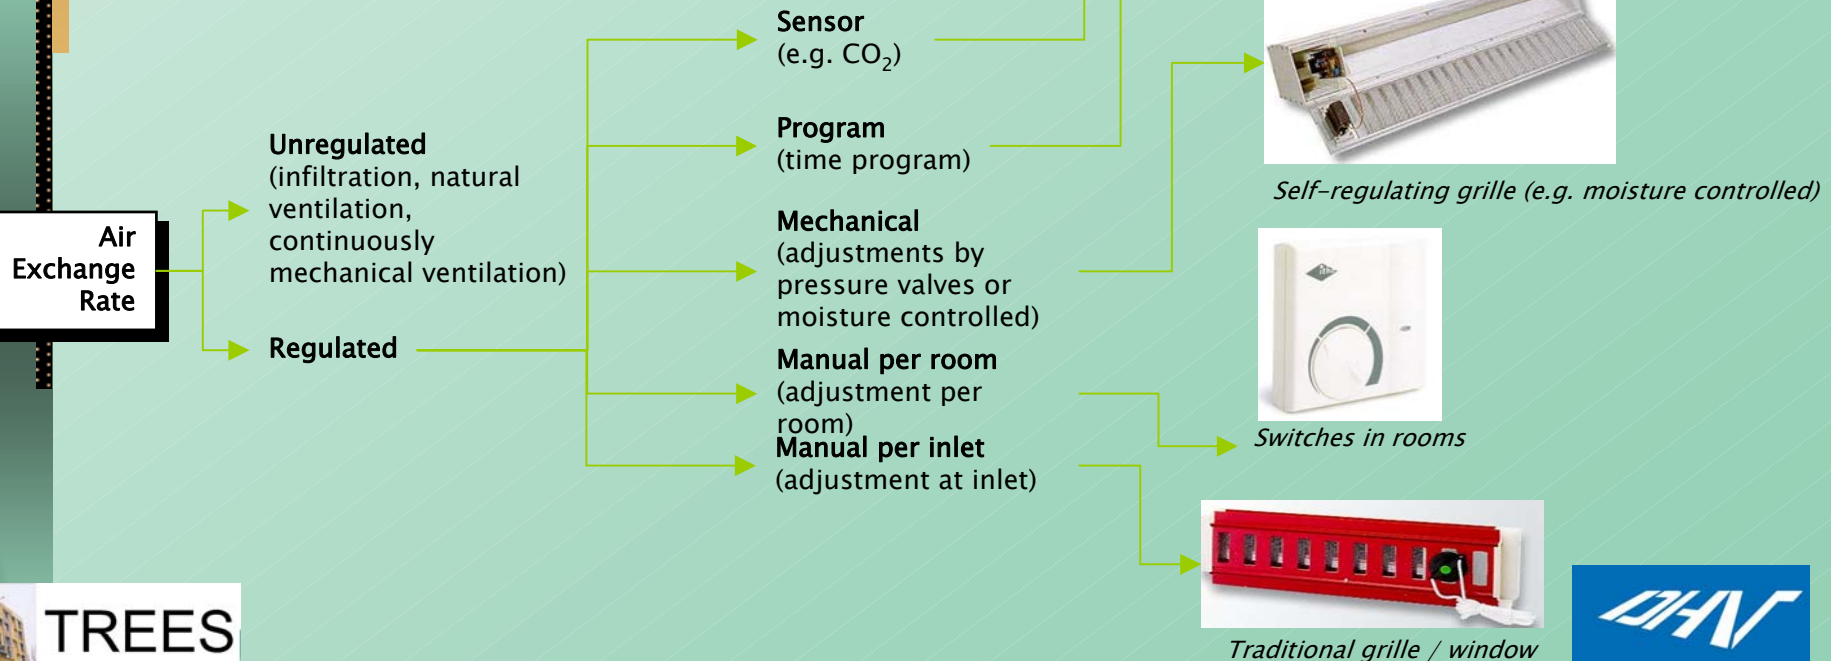 Sensor
(e.g. CO₂)
Program
(time program)
Mechanical
(adjustments by
pressure valves or
moisture controlled)
Manual per room
(adjustment per
room)
Manual per inlet
(adjustment at inlet)
Unregulated
(infiltration, natural
ventilation,
continuously
mechanical ventilation)
Regulated
Air
Exchange
Rate
Self-regulating grille (e.g. moisture controlled)
Switches in rooms
Traditional grille / window
TREES
DHV